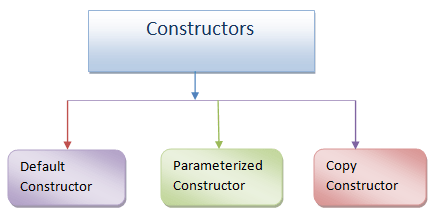 Constructors
Default
Constructor
Parameterized
Constructor
Copy
Constructor